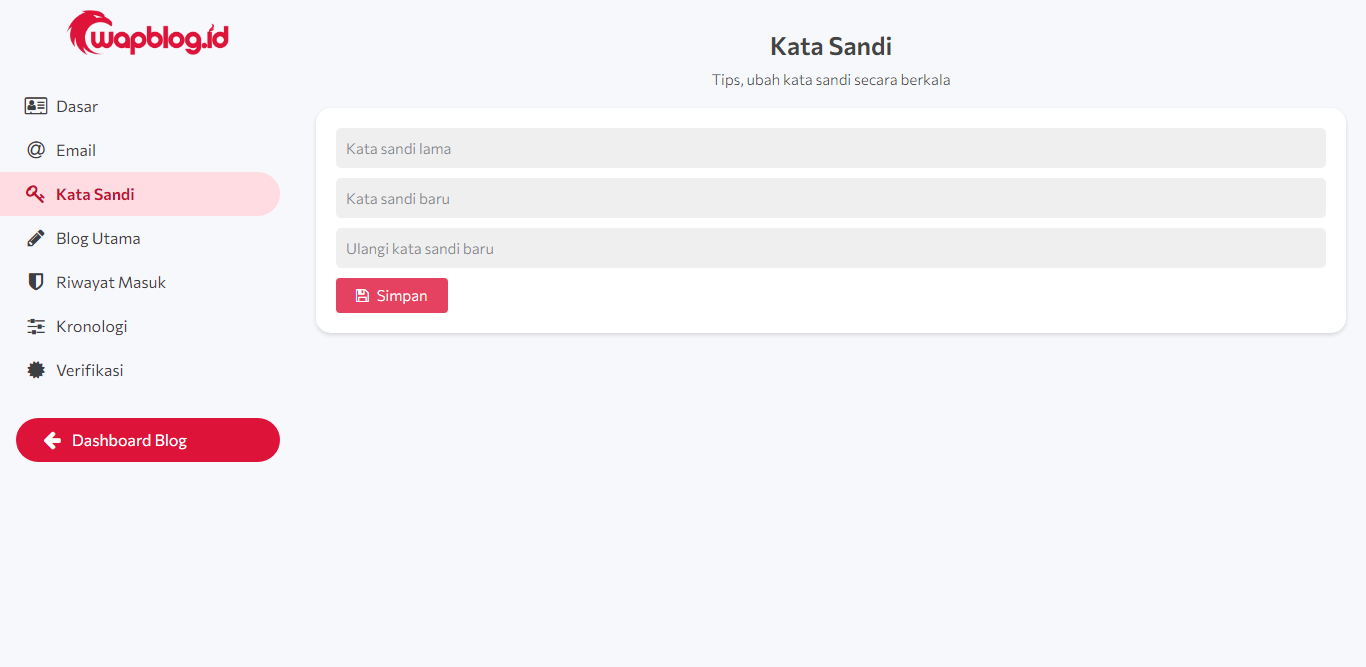 wapblog.id
Dasar
Email
Kata Sandi
Blog Utama
Riwayat Masuk
Kronologi
Verifikasi
Dashboard Blog
Kata Sandi
Tips, ubah kata sandi secara berkala
Kata sandi lama
Kata sandi baru
Ulangi kata sandi baru
Simpan